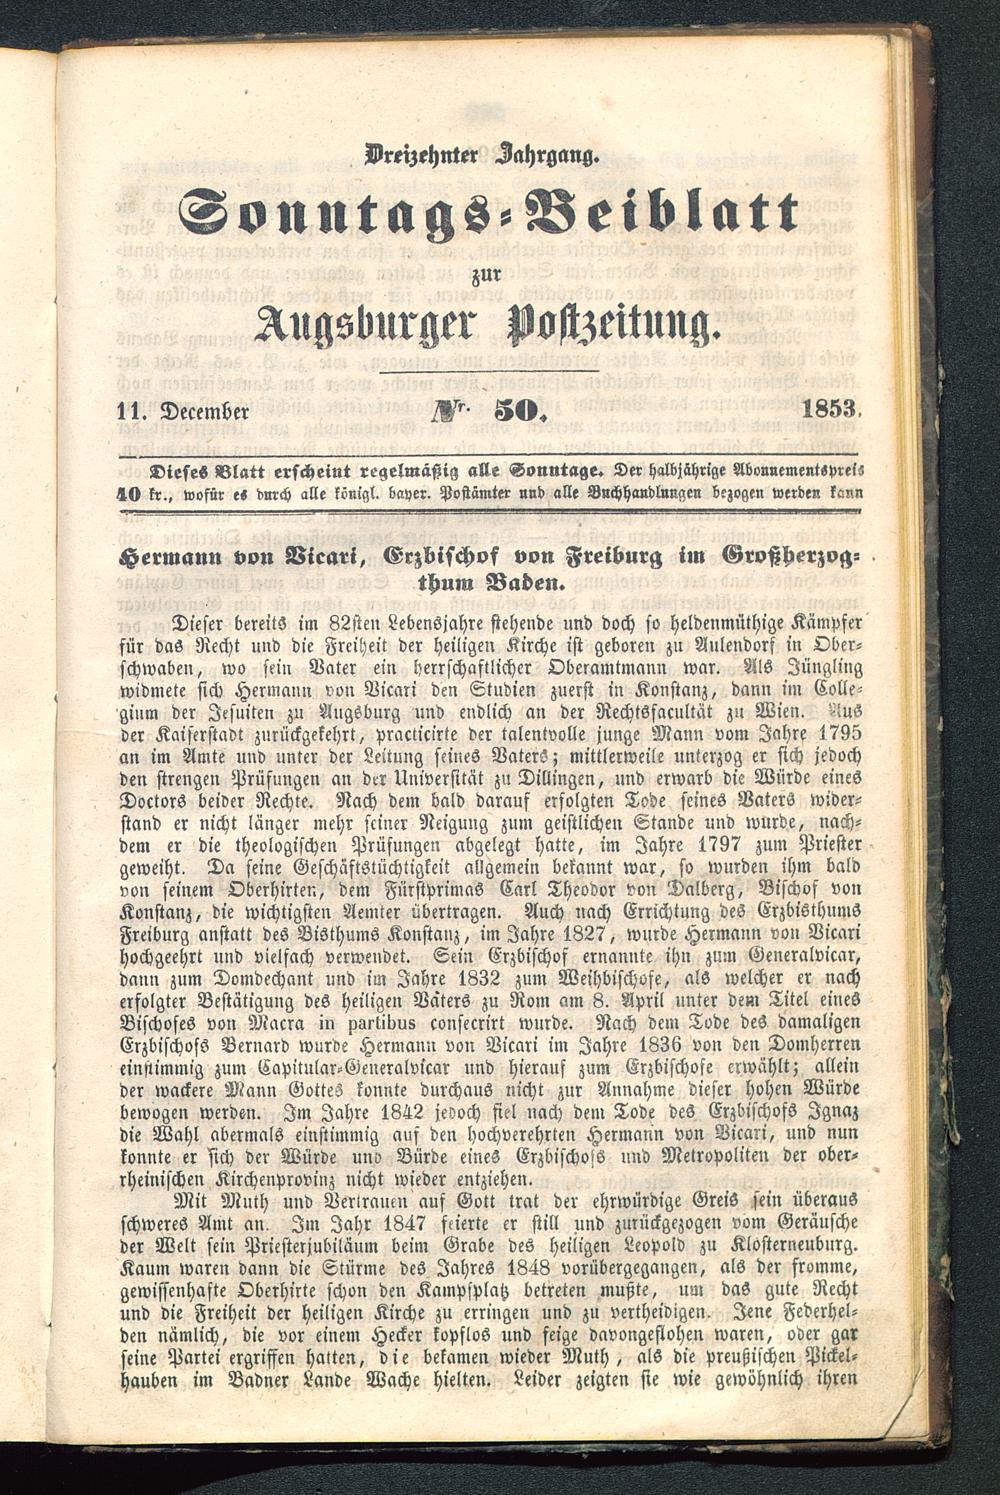 Dreizehnter Jahrgang.
Sonntags-Beiblatt
zur
Augsburger Postzeitung.
11. December Nr. 50. 1853.
Dieses Blatt erscheint regelmäßig alle Sonntage. Der halbjährige Abonnementspreis
40 kr., wofür es durch alle königl. bayer. Postämter und alle Buchhandlungen bezogen werden kann
Hermann von Vicari, Erzbischof von Freiburg im Großherzog-
thum Baden.
Dieser bereits im 82sten Lebensjahre stehende und doch so heldenmüthige Kämpfer
für das Recht und die Freiheit der heiligen Kirche ist geboren zu Aulendorf in Ober-
schwaben, wo sein Vater ein herrschaftlicher Oberamtmann war. Als Jüngling
widmete sich Hermann von Vicari den Studien zuerst in Konstanz, dann im Colle-
gium der Jesuiten zu Augsburg und endlich an der Rechtsfacultät zu Wien. Aus
der Kaiserstadt zurückgekehrt, practicirte der talentvolle junge Mann vom Jahre 1795
an im Amte und unter der Leitung seines Vaters; mittlerweile unterzog er sich jedoch
den strengen Prüfungen an der Universität zu Dillingen, und erwarb die Würde eines
Doctors beider Rechte. Nach dem bald darauf erfolgten Tode seines Vaters wider-
stand er nicht länger mehr seiner Neigung zum geistlichen Stande und wurde, nach-
dem er die theologischen Prüfungen abgelegt hatte, im Jahre 1797 zum Priester
geweiht. Da seine Geschäftstüchtigkeit allgemein bekannt war, so wurden ihm bald
von seinem Oberhirten, dem Fürstprimas Carl Theodor von Dalberg, Bischof von
Konstanz, die wichtigsten Aemter übertragen. Auch nach Errichtung des Erzbisthums
Freiburg anstatt des Bisthums Konstanz, im Jahre 1827, wurde Hermann von Vicari
hochgeehrt und vielfach verwendet. Sein Erzbischof ernannte ihn zum Generalvicar,
dann zum Domdechant und im Jahre 1832 zum Weihbischofe, als welcher er nach
erfolgter Bestätigung des heiligen Vaters zu Rom am 8. April unter dem Titel eines
Bischofes von Macra in partibus consecrirt wurde. Nach dem Tode des damaligen
Erzbischofs Bernard wurde Hermann von Vicari im Jahre 1836 von den Domherren
einstimmig zum Capitular-Generalvicar und hierauf zum Erzbischofe erwählt; allein
der wackere Mann Gottes konnte durchaus nicht zur Annahme dieser hohen Würde
bewogen werden. Im Jahre 1842 jedoch fiel nach dem Tode des Erzbischofs Ignaz
die Wahl abermals einstimmig auf den hochverehrten Hermann von Vicari, und nun
konnte er sich der Würde und Bürde eines Erzbischofs und Metropoliten der ober-
rheinischen Kirchenprovinz nicht wieder entziehen.
Mit Muth und Vertrauen auf Gott trat der ehrwürdige Greis sein überaus
schweres Amt an. Im Jahr 1847 feierte er still und zurückgezogen vom Geräusche
der Welt sein Priesterjubiläum beim Grabe des heiligen Leopold zu Klosterneuburg.
Kaum waren dann die Stürme des Jahres 1848 vorübergegangen, als der fromme,
gewissenhafte Oberhirte schon den Kampfplatz betreten mußte, um das gute Recht
und die Freiheit der heiligen Kirche zu erringen und zu vertheidigen. Jene Federhel-
den nämlich, die vor einem Hecker kopflos und feige davongeflohen waren, oder gar
seine Partei ergriffen hatten, die bekamen wieder Muth, als die preußischen Pickel-
hauben im Badner Lande Wache hielten. Leider zeigten sie wie gewöhnlich ihren